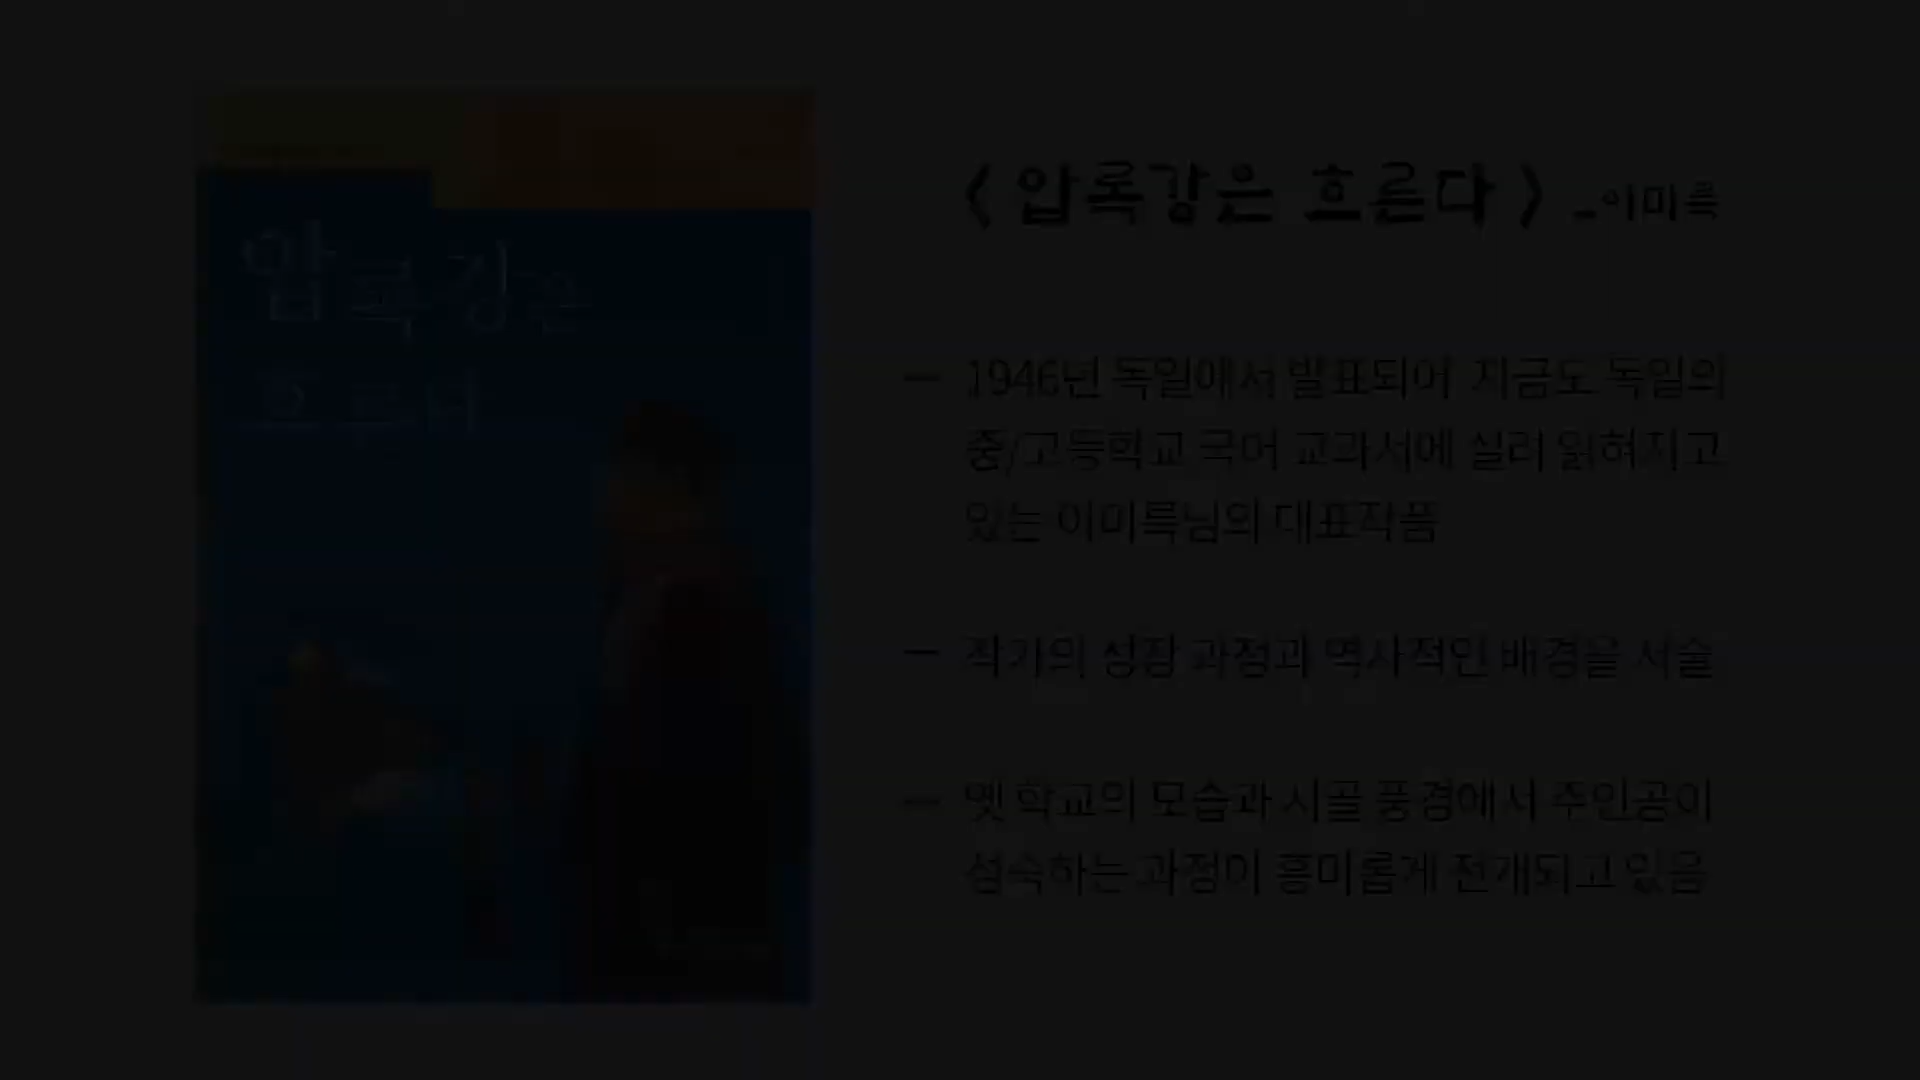 압록강은
흐른다
< 압록강은 흐른다 > _이미륵
- 1946년 독일에서 발표되어 지금도 독일의
중/고등학교 국어 교과서에 실려 읽혀지고
있는 이미륵님의 대표작품
- 작가의 성장 과정과 역사적인 배경을 서술
- 옛 학교의 모습과 시골 풍경에서 주인공이
성숙하는 과정이 흥미롭게 전개되고 있음